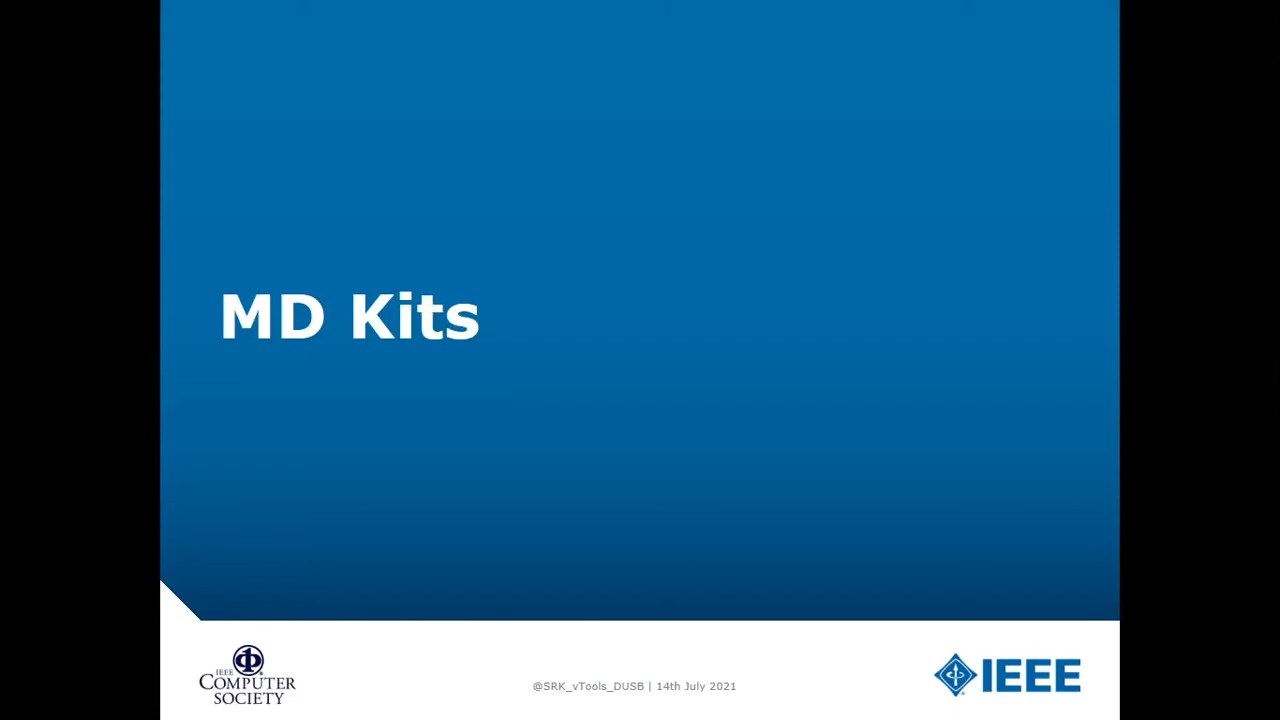 MD Kits
IEEE
COMPUTER
SOCIETY
@SRK_vTools_DUSB | 14th July 2021
IEEE